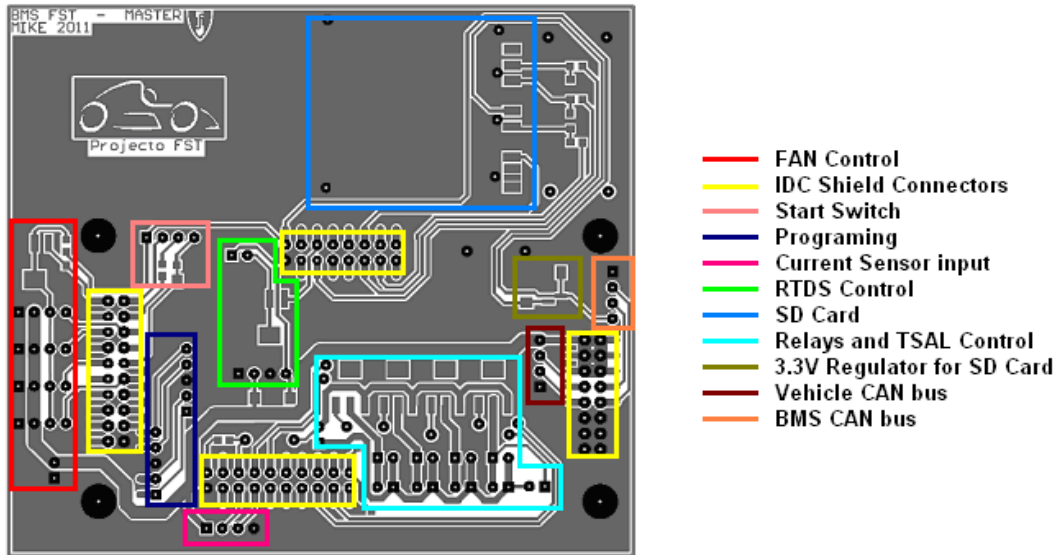 BMS FST - MASTER
MIKE 2011
Projecto FST
FAN Control
IDC Shield Connectors
Start Switch
Programing
Current Sensor input
RTDS Control
SD Card
Relays and TSAL Control
3.3V Regulator for SD Card
Vehicle CAN bus
BMS CAN bus